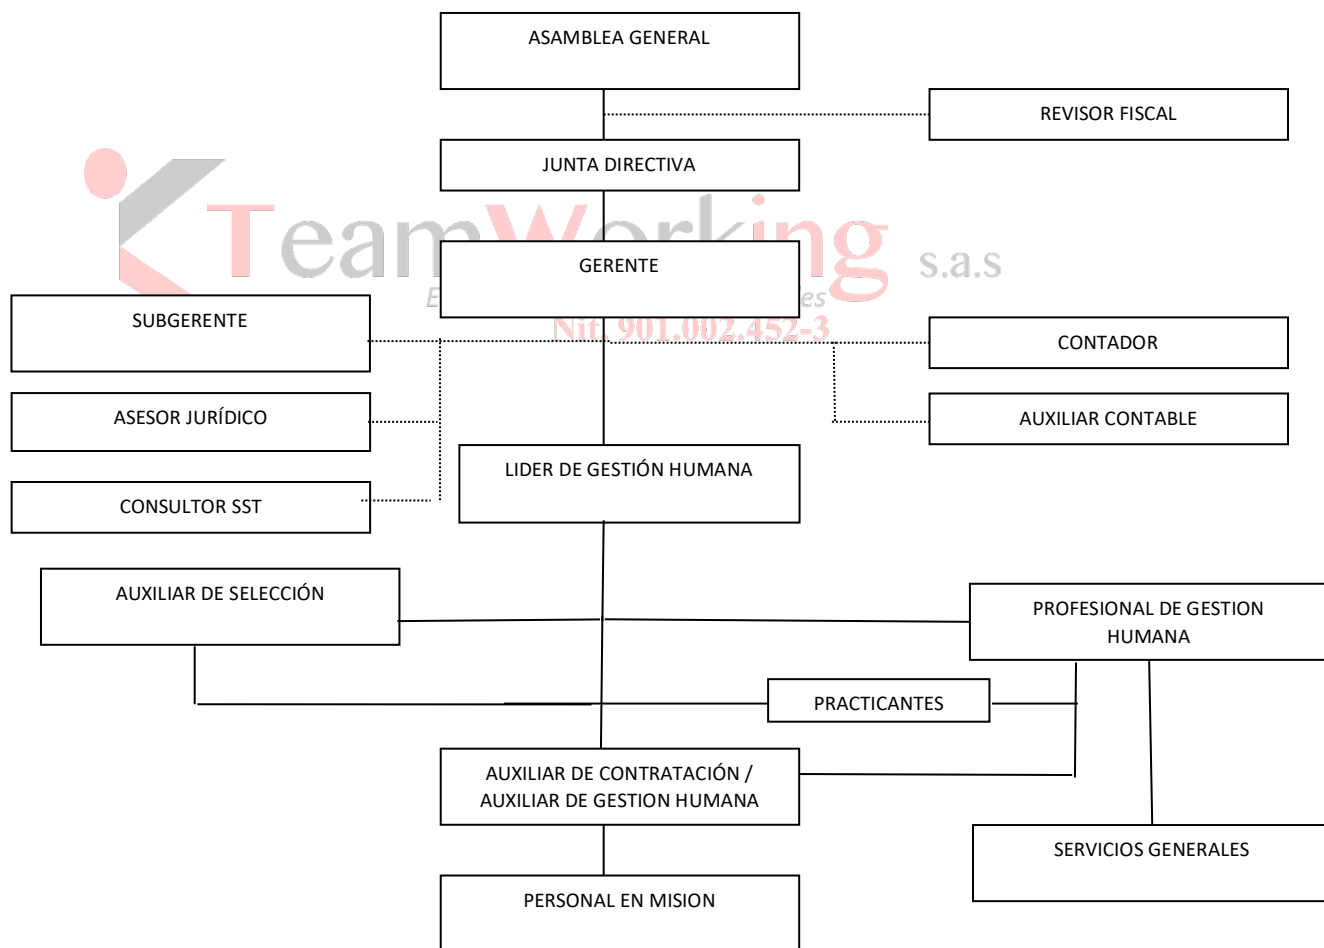 ASAMBLEA GENERAL
REVISOR FISCAL
JUNTA DIRECTIVA
TeamWorking s.a.s
GERENTE
SUBGERENTE
Nit. 901.002.452-3
CONTADOR
ASESOR JURÍDICO
AUXILIAR CONTABLE
LIDER DE GESTIÓN HUMANA
CONSULTOR SST
AUXILIAR DE SELECCIÓN
PROFESIONAL DE GESTION
HUMANA
PRACTICANTES
AUXILIAR DE CONTRATACIÓN /
AUXILIAR DE GESTION HUMANA
SERVICIOS GENERALES
PERSONAL EN MISION